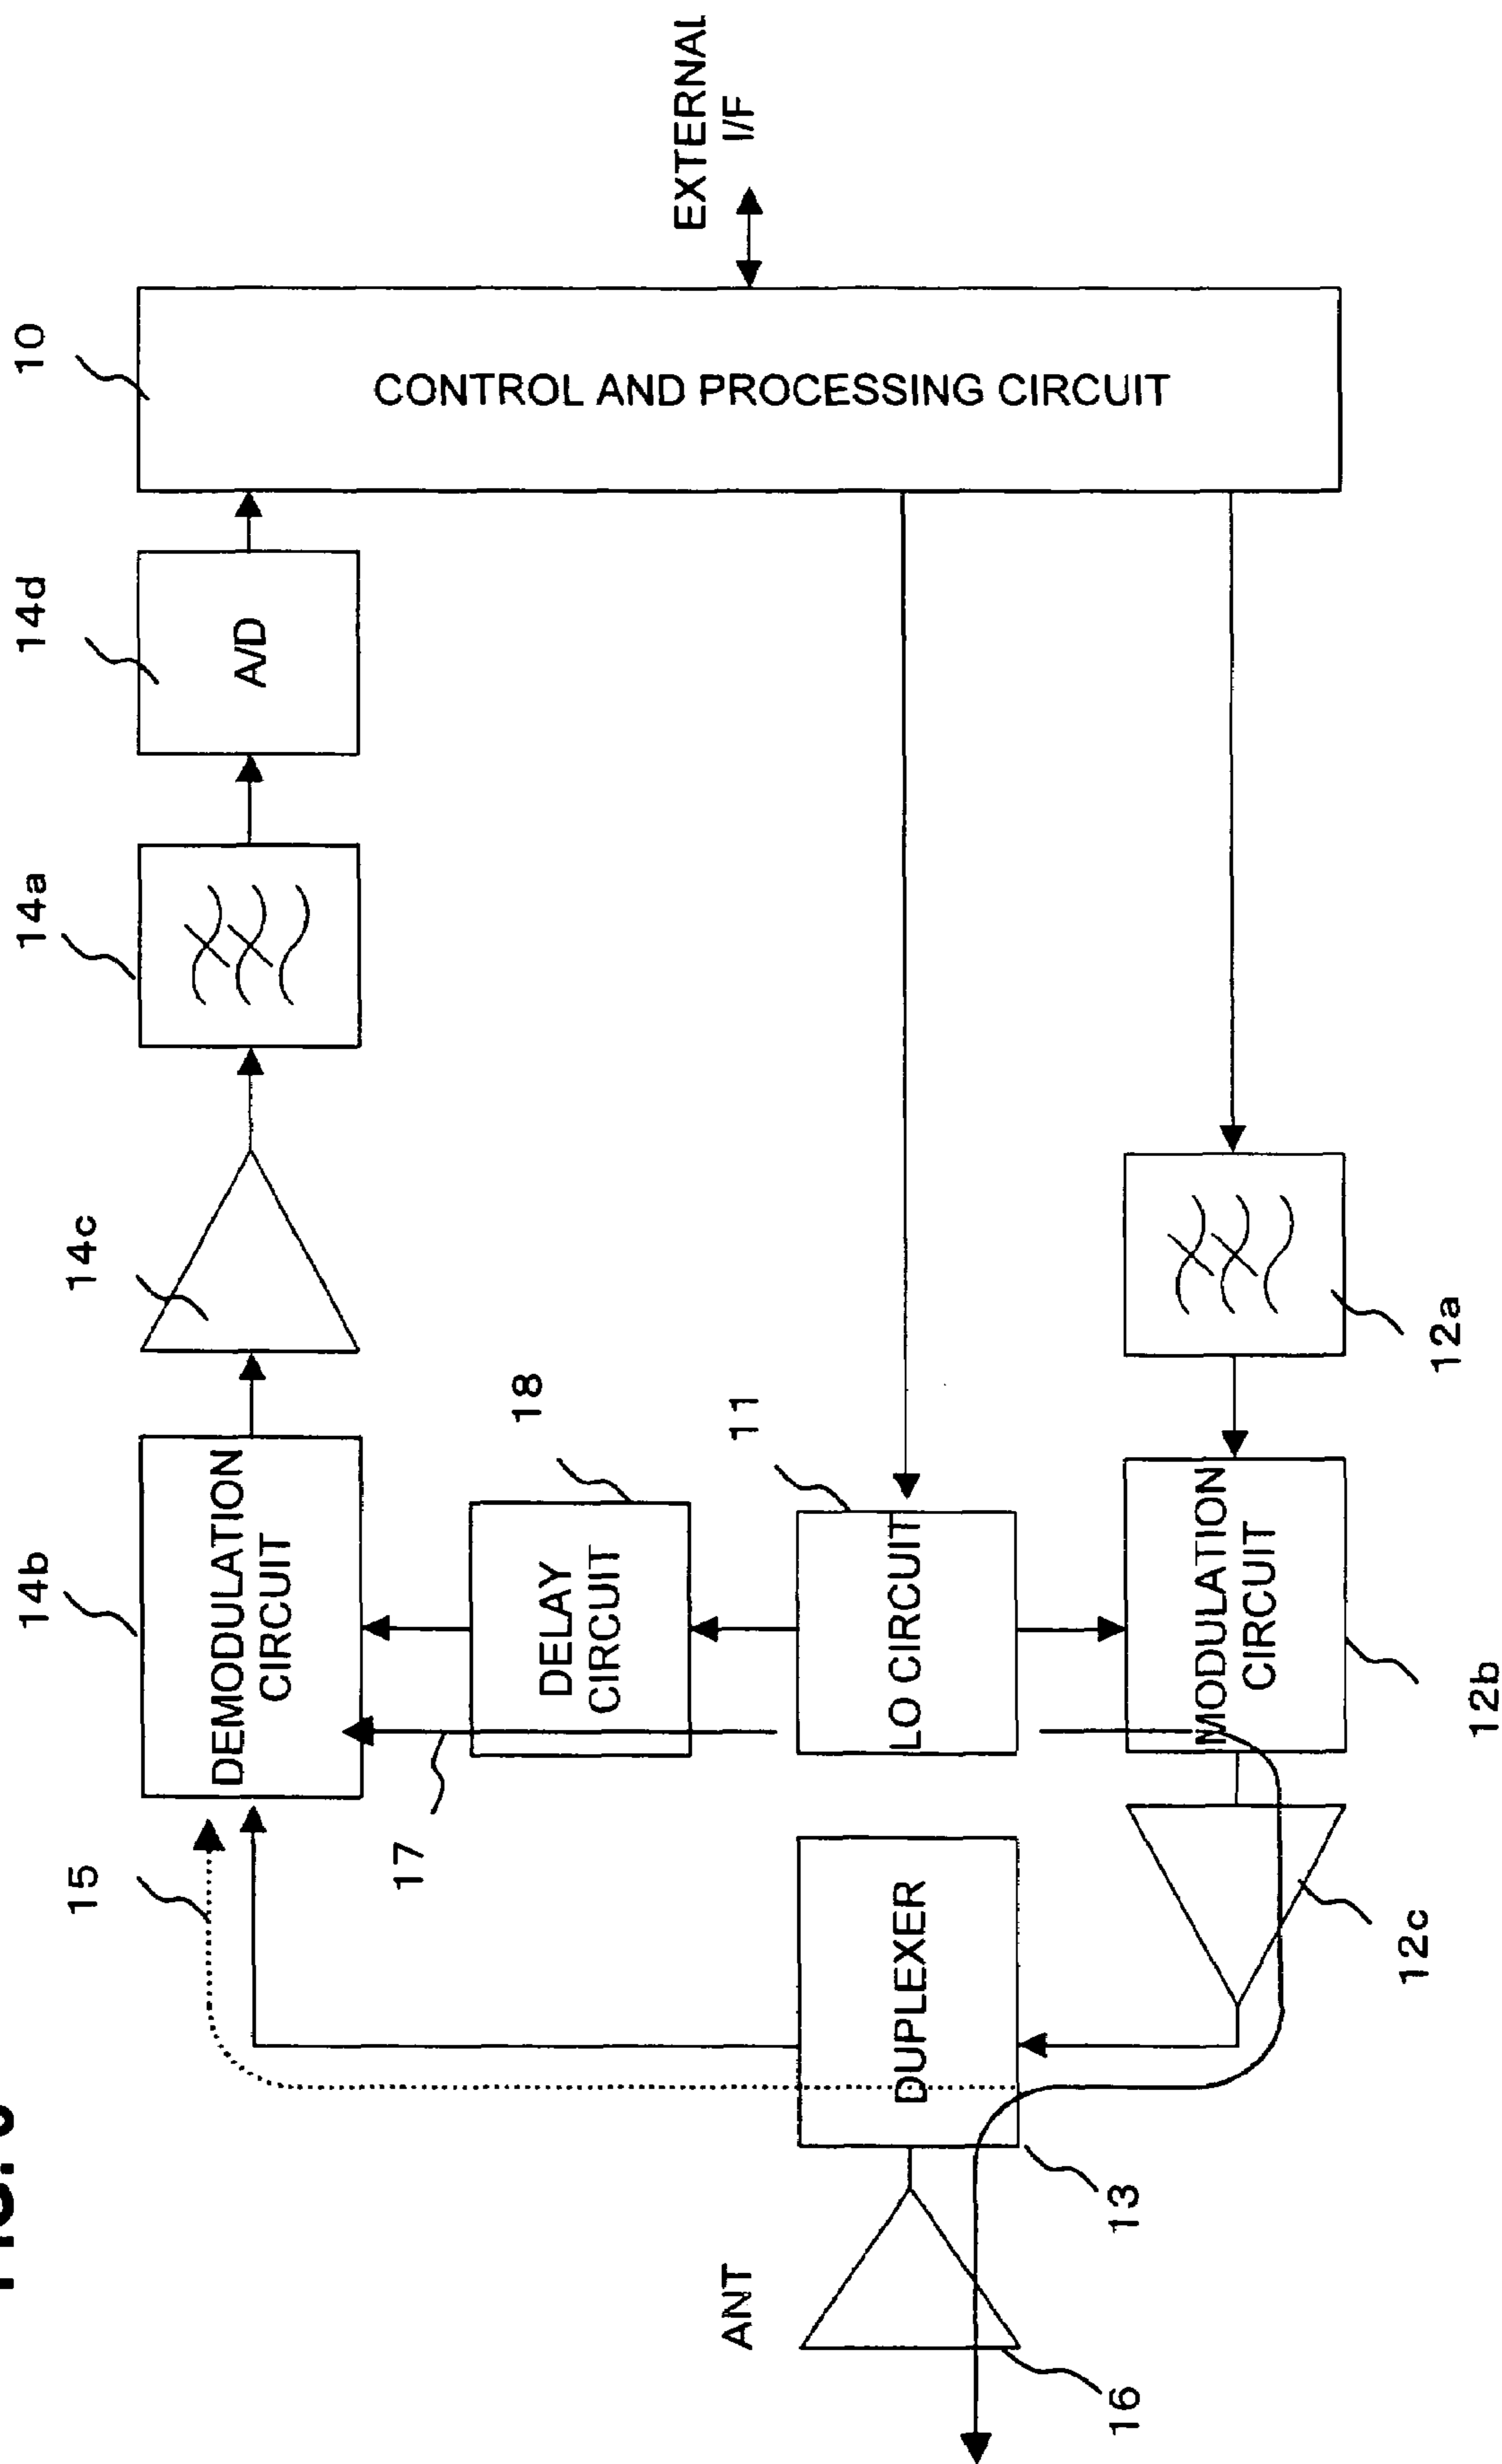 FIG.
15
14b
14c
14a
14d
10
DEMODULATION
CIRCUIT
A/D
CONTROL AND PROCESSING CIRCUIT
17
18
DELAY
CIRCUIT
EXTERNAL
I/F
ANT
11
DUPLEXER
LO CIRCUIT
16
13
MODULATION
CIRCUIT
12c
12b
12a